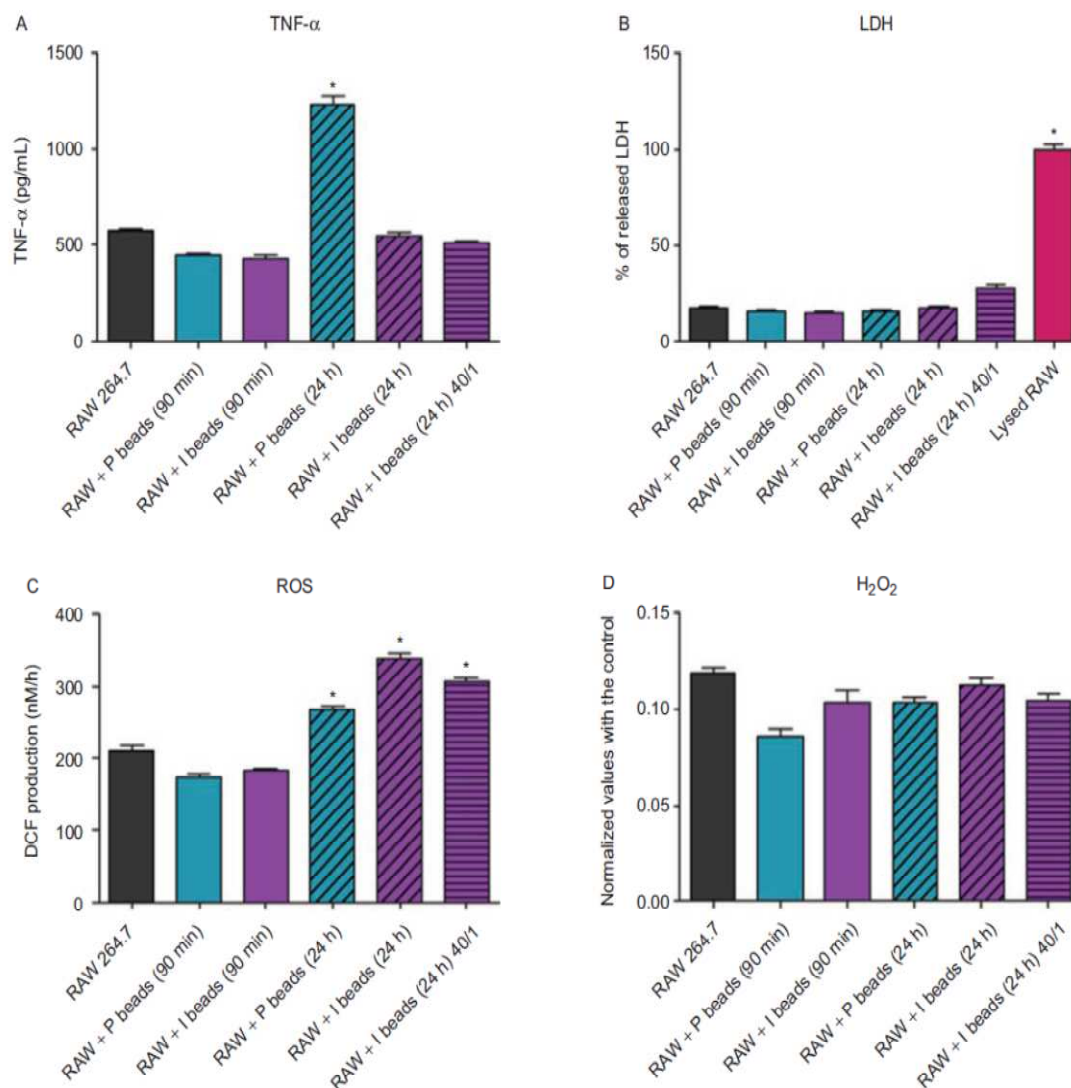 A
TNF-α
TNF-α (pg/mL)
1500
1000
500
0
*
RAW 264.7
RAW + P beads (90 min)
RAW + I beads (90 min)
RAW + P beads (24 h)
RAW + I beads (24 h)
RAW + I beads (24 h) 40/1
B
LDH
% of released LDH
150
100
50
0
*
RAW 264.7
RAW + P beads (90 min)
RAW + I beads (90 min)
RAW + P beads (24 h)
RAW + I beads (24 h)
RAW + I beads (24 h) 40/1
Lysed RAW
C
ROS
DCF production (nM/h)
400
300
200
100
0
*
*
*
RAW 264.7
RAW + P beads (90 min)
RAW + I beads (90 min)
RAW + P beads (24 h)
RAW + I beads (24 h)
RAW + I beads (24 h) 40/1
D
H₂O₂
Normalized values with the control
0.15
0.10
0.05
0.00
RAW 264.7
RAW + P beads (90 min)
RAW + I beads (90 min)
RAW + P beads (24 h)
RAW + I beads (24 h)
RAW + I beads (24 h) 40/1